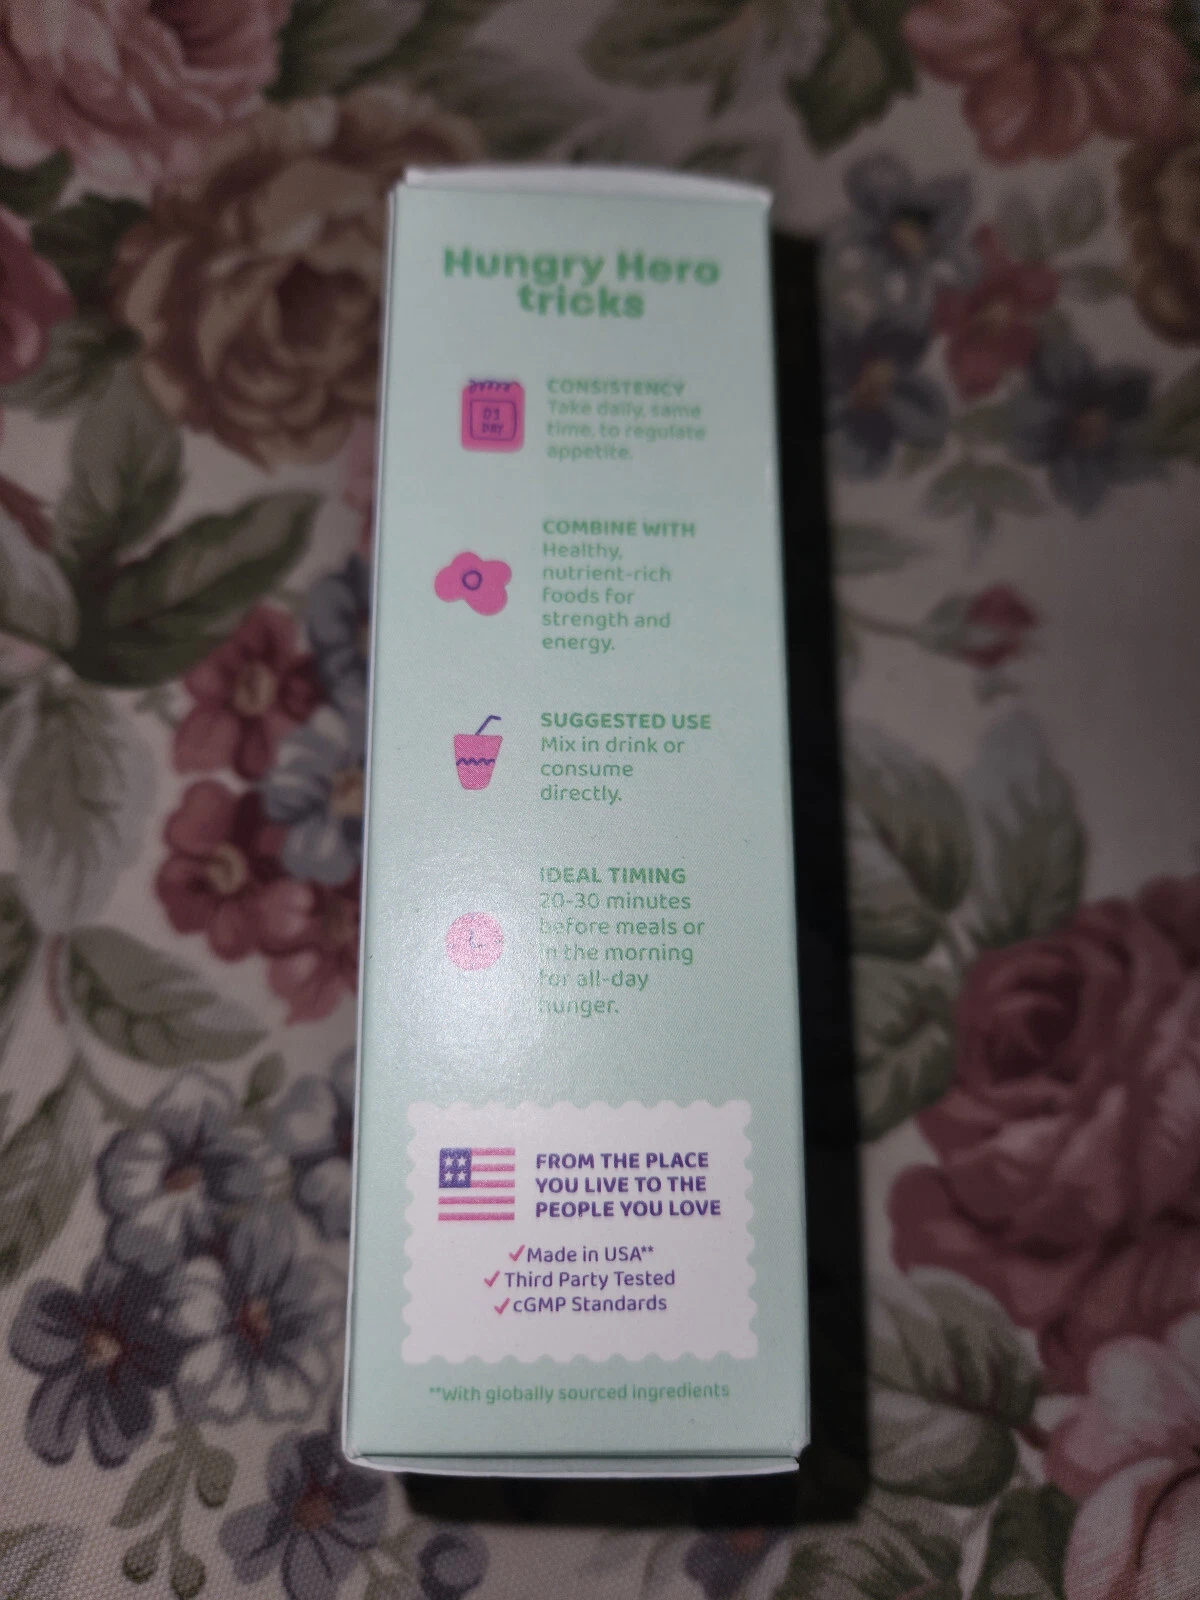 Hungry Hero
tricks
01
DAY
CONSISTENCY
Take daily, same
time, to regulate
appetite.
COMBINE WITH
Healthy,
nutrient-rich
foods for
strength and
energy.
SUGGESTED USE
Mix in drink or
consume
directly.
IDEAL TIMING
20-30 minutes
before meals or
in the morning
for all-day
hunger.
FROM THE PLACE
YOU LIVE TO THE
PEOPLE YOU LOVE
✓Made in USA**
✓Third Party Tested
✓cGMP Standards
**With globally sourced ingredients